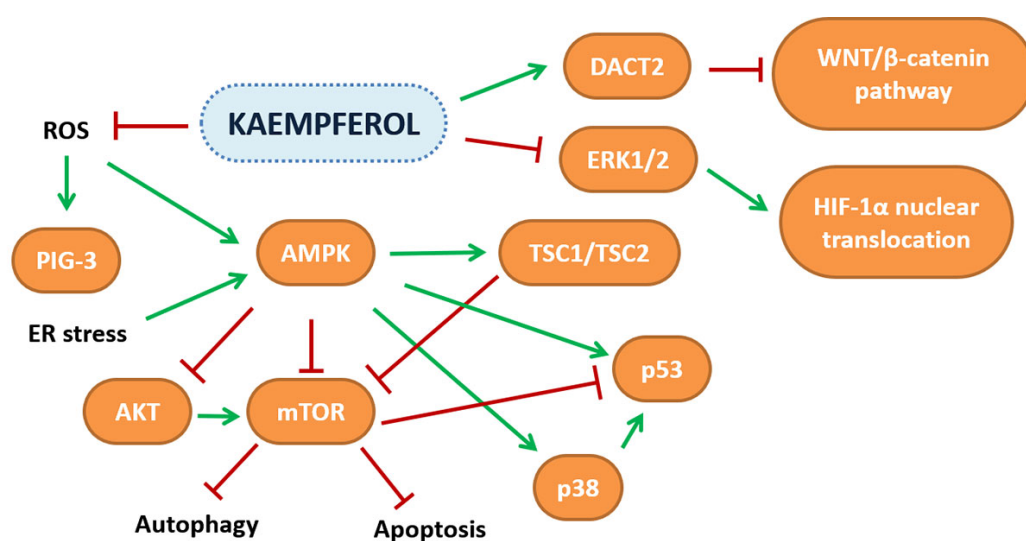 DACT2
WNT/β-catenin
pathway
KAEMPFEROL
ROS
ERK1/2
HIF-1α nuclear
translocation
PIG-3
AMPK
TSC1/TSC2
ER stress
p53
AKT
mTOR
p38
Autophagy
Apoptosis